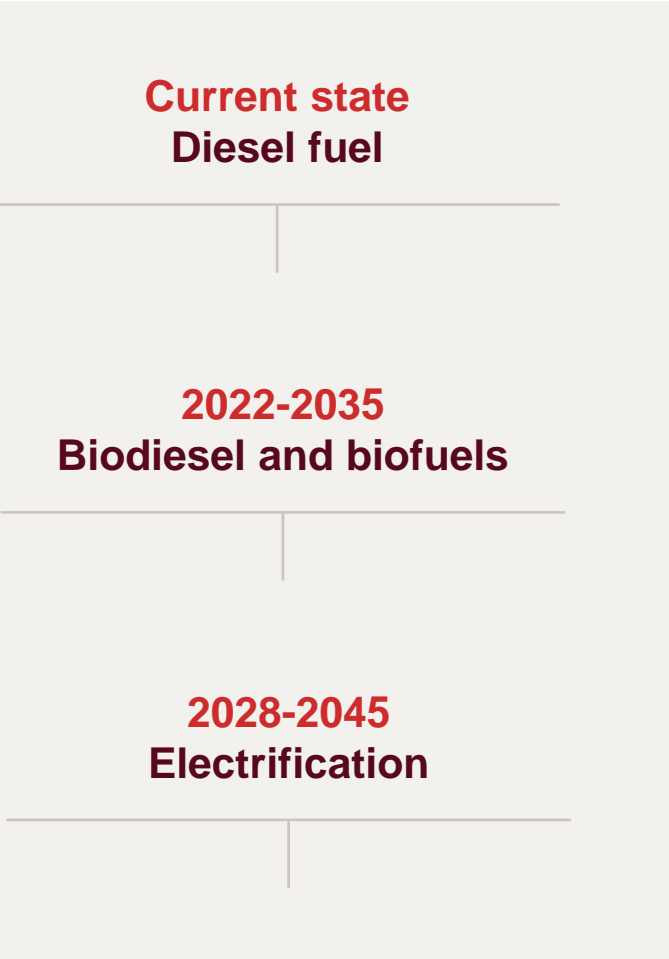 Current state
Diesel fuel
2022-2035
Biodiesel and biofuels
2028-2045
Electrification